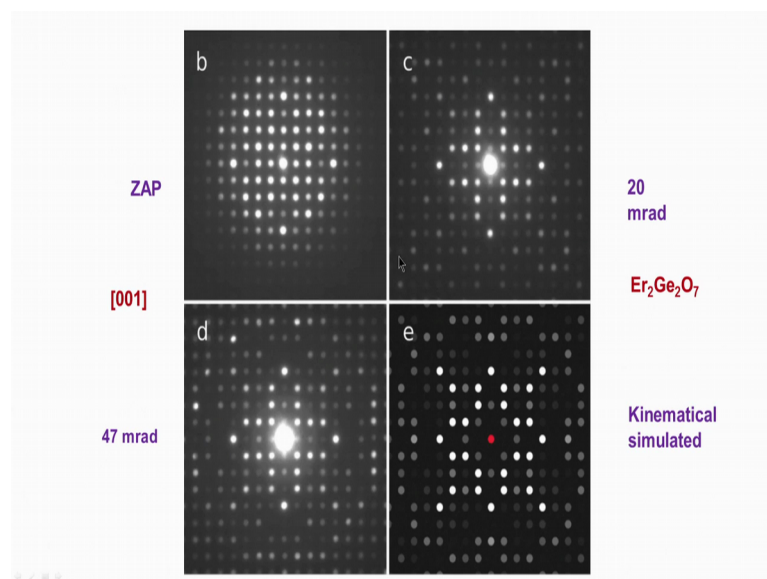 b
c
ZAP
20
mrad
[001]
Er₂Ge₂O₇
d
e
47 mrad
Kinematical
simulated